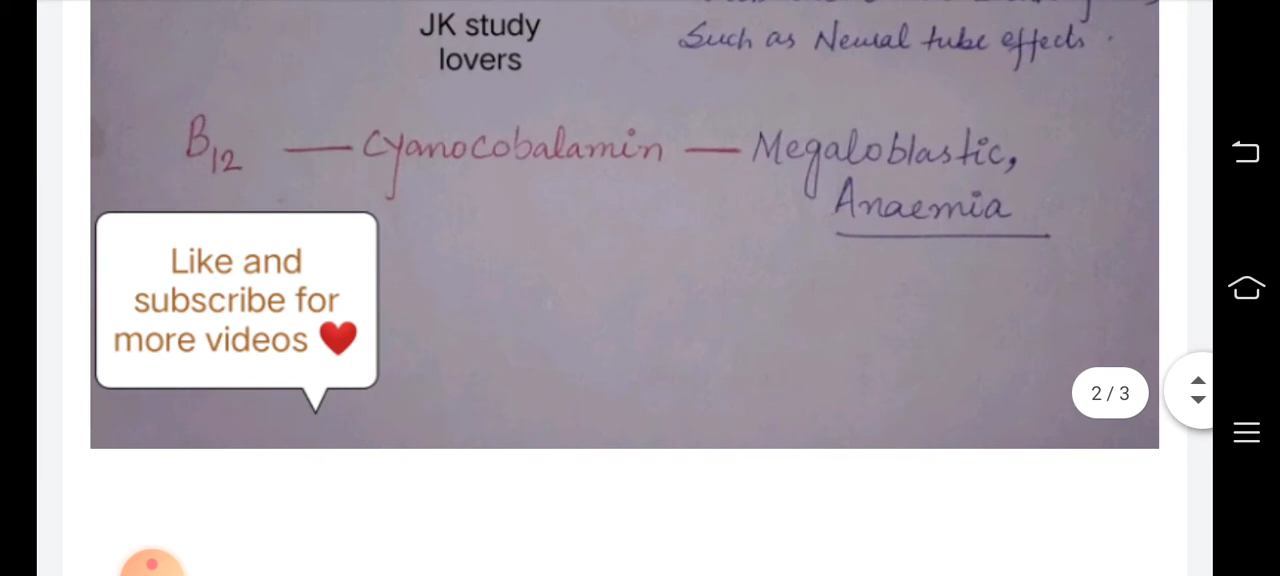 JK study
lovers
Such as Neural tube effects.
B12 — Cyanocobalamin — Megaloblastic,
Anaemia
Like and
subscribe for
more videos ❤️
2 / 3